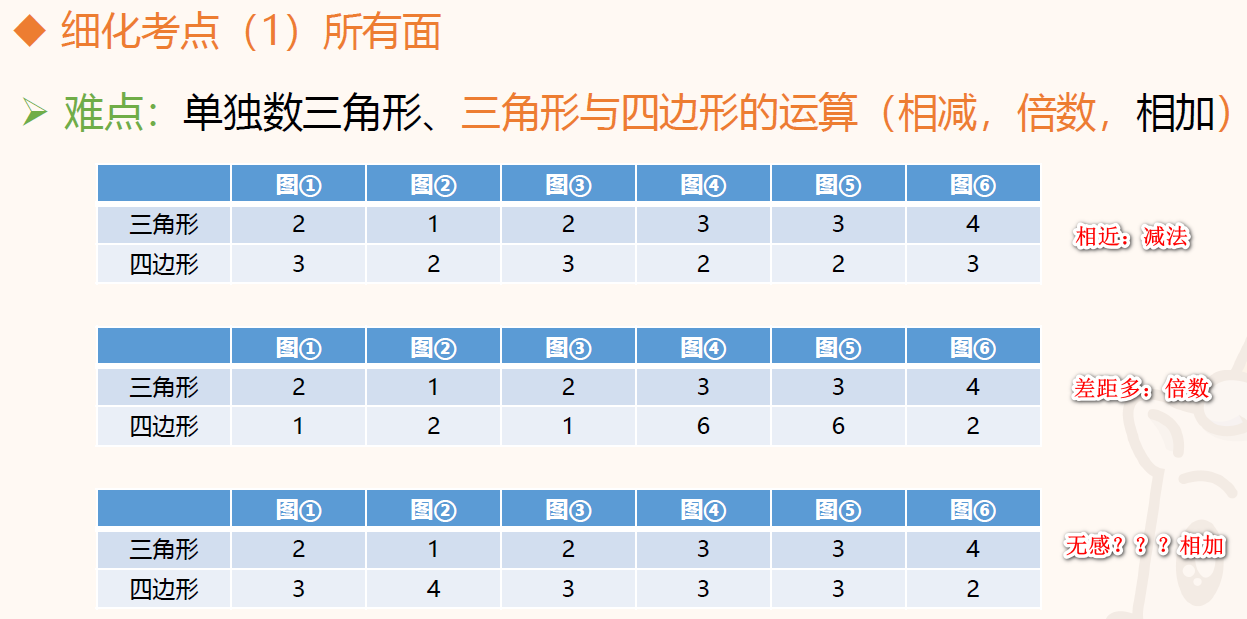 ◆ 细化考点（1）所有面
➢ 难点：单独数三角形、三角形与四边形的运算（相减，倍数，相加）
图① 图② 图③ 图④ 图⑤ 图⑥
三角形 2 1 2 3 3 4
四边形 3 2 3 2 2 3
相近：减法
图① 图② 图③ 图④ 图⑤ 图⑥
三角形 2 1 2 3 3 4
四边形 1 2 1 6 6 2
差距多：倍数
图① 图② 图③ 图④ 图⑤ 图⑥
三角形 2 1 2 3 3 4
四边形 3 4 3 3 3 2
无感？？？相加